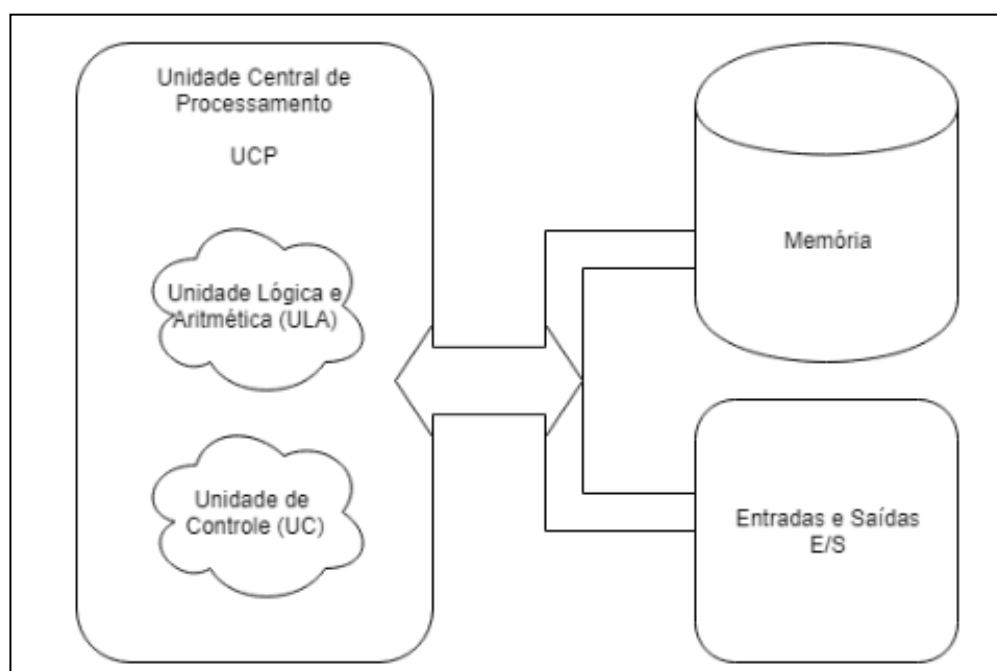 Unidade Central de
Processamento
UCP
Unidade Lógica e
Aritmética (ULA)
Unidade de
Controle (UC)
Memória
Entradas e Saídas
E/S